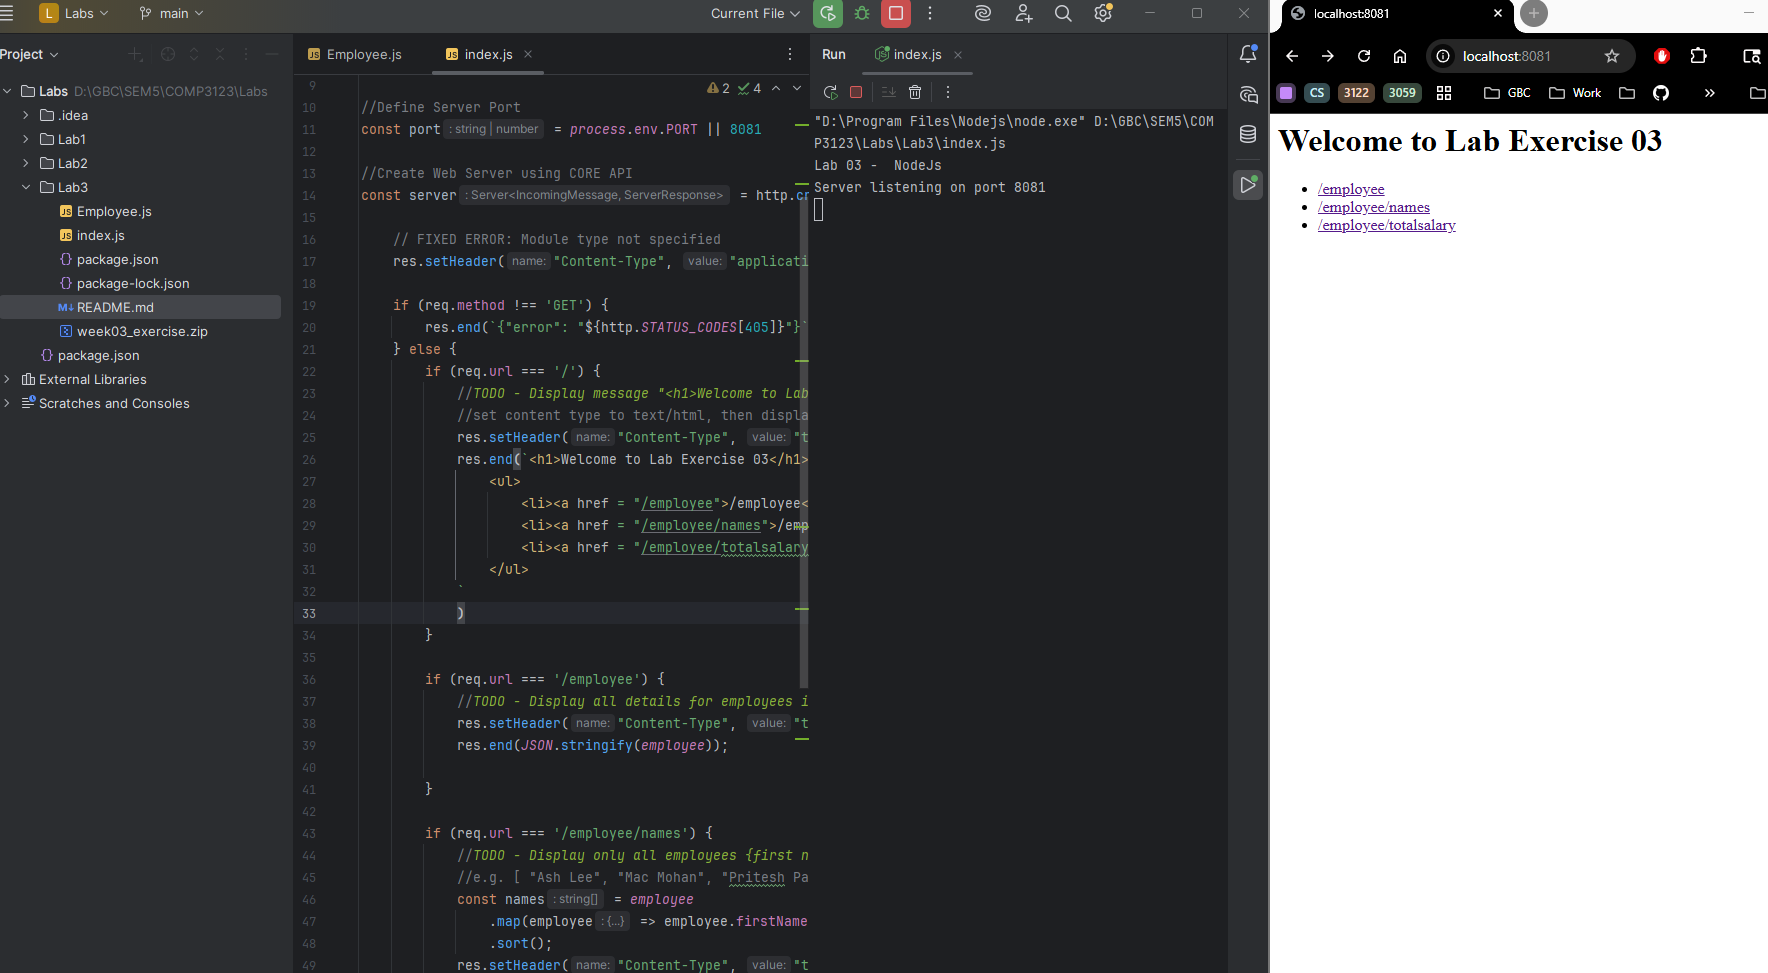 L Labs
main
Current File
Project
Labs D:\GBC\SEM5\COMP3123\Labs
.idea
Lab1
Lab2
Lab3
JS Employee.js
JS index.js
{} package.json
{} package-lock.json
M↓ README.md
week03_exercise.zip
{} package.json
External Libraries
Scratches and Consoles
JS Employee.js
JS index.js
2 4
9
10 //Define Server Port
11 const port : string | number = process.env.PORT || 8081
12
13 //Create Web Server using CORE API
14 const server : Server<IncomingMessage, ServerResponse> = http.cr
15
16 // FIXED ERROR: Module type not specified
17 res.setHeader( name: "Content-Type", value: "applicati
18
19 if (req.method !== 'GET') {
20 res.end(`{"error": "${http.STATUS_CODES[405]}"}`
21 } else {
22 if (req.url === '/') {
23 //TODO - Display message "<h1>Welcome to Lab
24 //set content type to text/html, then displa
25 res.setHeader( name: "Content-Type", value: "t
26 res.end(`<h1>Welcome to Lab Exercise 03</h1>
27 <ul>
28 <li><a href = "/employee">/employee<
29 <li><a href = "/employee/names">/emp
30 <li><a href = "/employee/totalsalary
31 </ul>
32 `
33 )
34 }
35
36 if (req.url === '/employee') {
37 //TODO - Display all details for employees i
38 res.setHeader( name: "Content-Type", value: "t
39 res.end(JSON.stringify(employee));
40
41 }
42
43 if (req.url === '/employee/names') {
44 //TODO - Display only all employees {first n
45 //e.g. [ "Ash Lee", "Mac Mohan", "Pritesh Pa
46 const names : string[] = employee
47 .map(employee : {...} => employee.firstName
48 .sort();
49 res.setHeader( name: "Content-Type", value: "t
Run
index.js
"D:\Program Files\Nodejs\node.exe" D:\GBC\SEM5\COM
P3123\Labs\Lab3\index.js
Lab 03 -  NodeJs
Server listening on port 8081
localhost:8081
localhost:8081
CS 3122 3059 GBC Work
Welcome to Lab Exercise 03
/employee
/employee/names
/employee/totalsalary